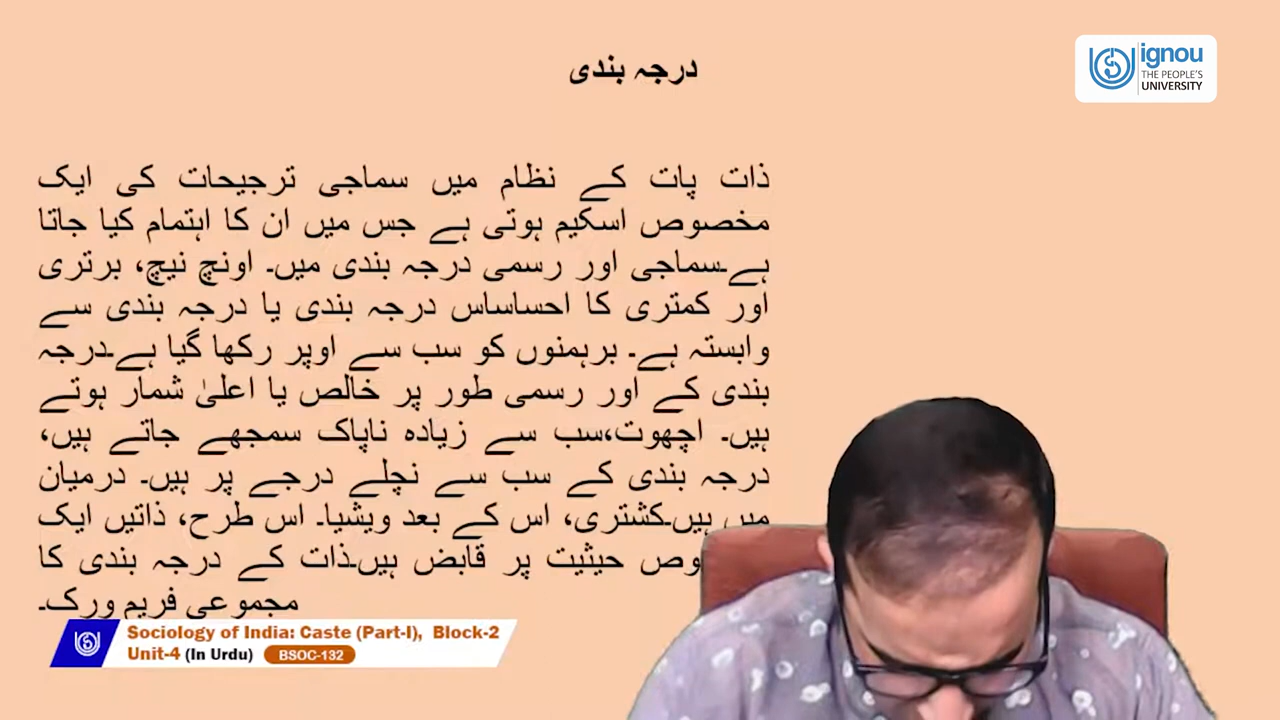 درجہ بندی
ignou
THE PEOPLE'S
UNIVERSITY
ذات پات کے نظام میں سماجی ترجیحات کی ایک
مخصوص اسکیم ہوتی ہے جس میں ان کا اہتمام کیا جاتا
ہے۔سماجی اور رسمی درجہ بندی میں۔ اونچ نیچ، برتری
اور کمتری کا احساساس درجہ بندی یا درجہ بندی سے
وابستہ ہے۔ برہمنوں کو سب سے اوپر رکھا گیا ہے۔درجہ
بندی کے اور رسمی طور پر خالص یا اعلیٰ شمار ہوتے
ہیں۔ اچھوت،سب سے زیادہ ناپاک سمجھے جاتے ہیں،
درجہ بندی کے سب سے نچلے درجے پر ہیں۔ درمیان
میں ہیں۔کشتری، اس کے بعد ویشیا۔ اس طرح، ذاتیں ایک
حیثیت پر قابض ہیں۔ذات کے درجہ بندی کا
مجموعی فریم ورک۔
Sociology of India: Caste (Part-I), Block-2
Unit-4 (In Urdu) BSOC-132